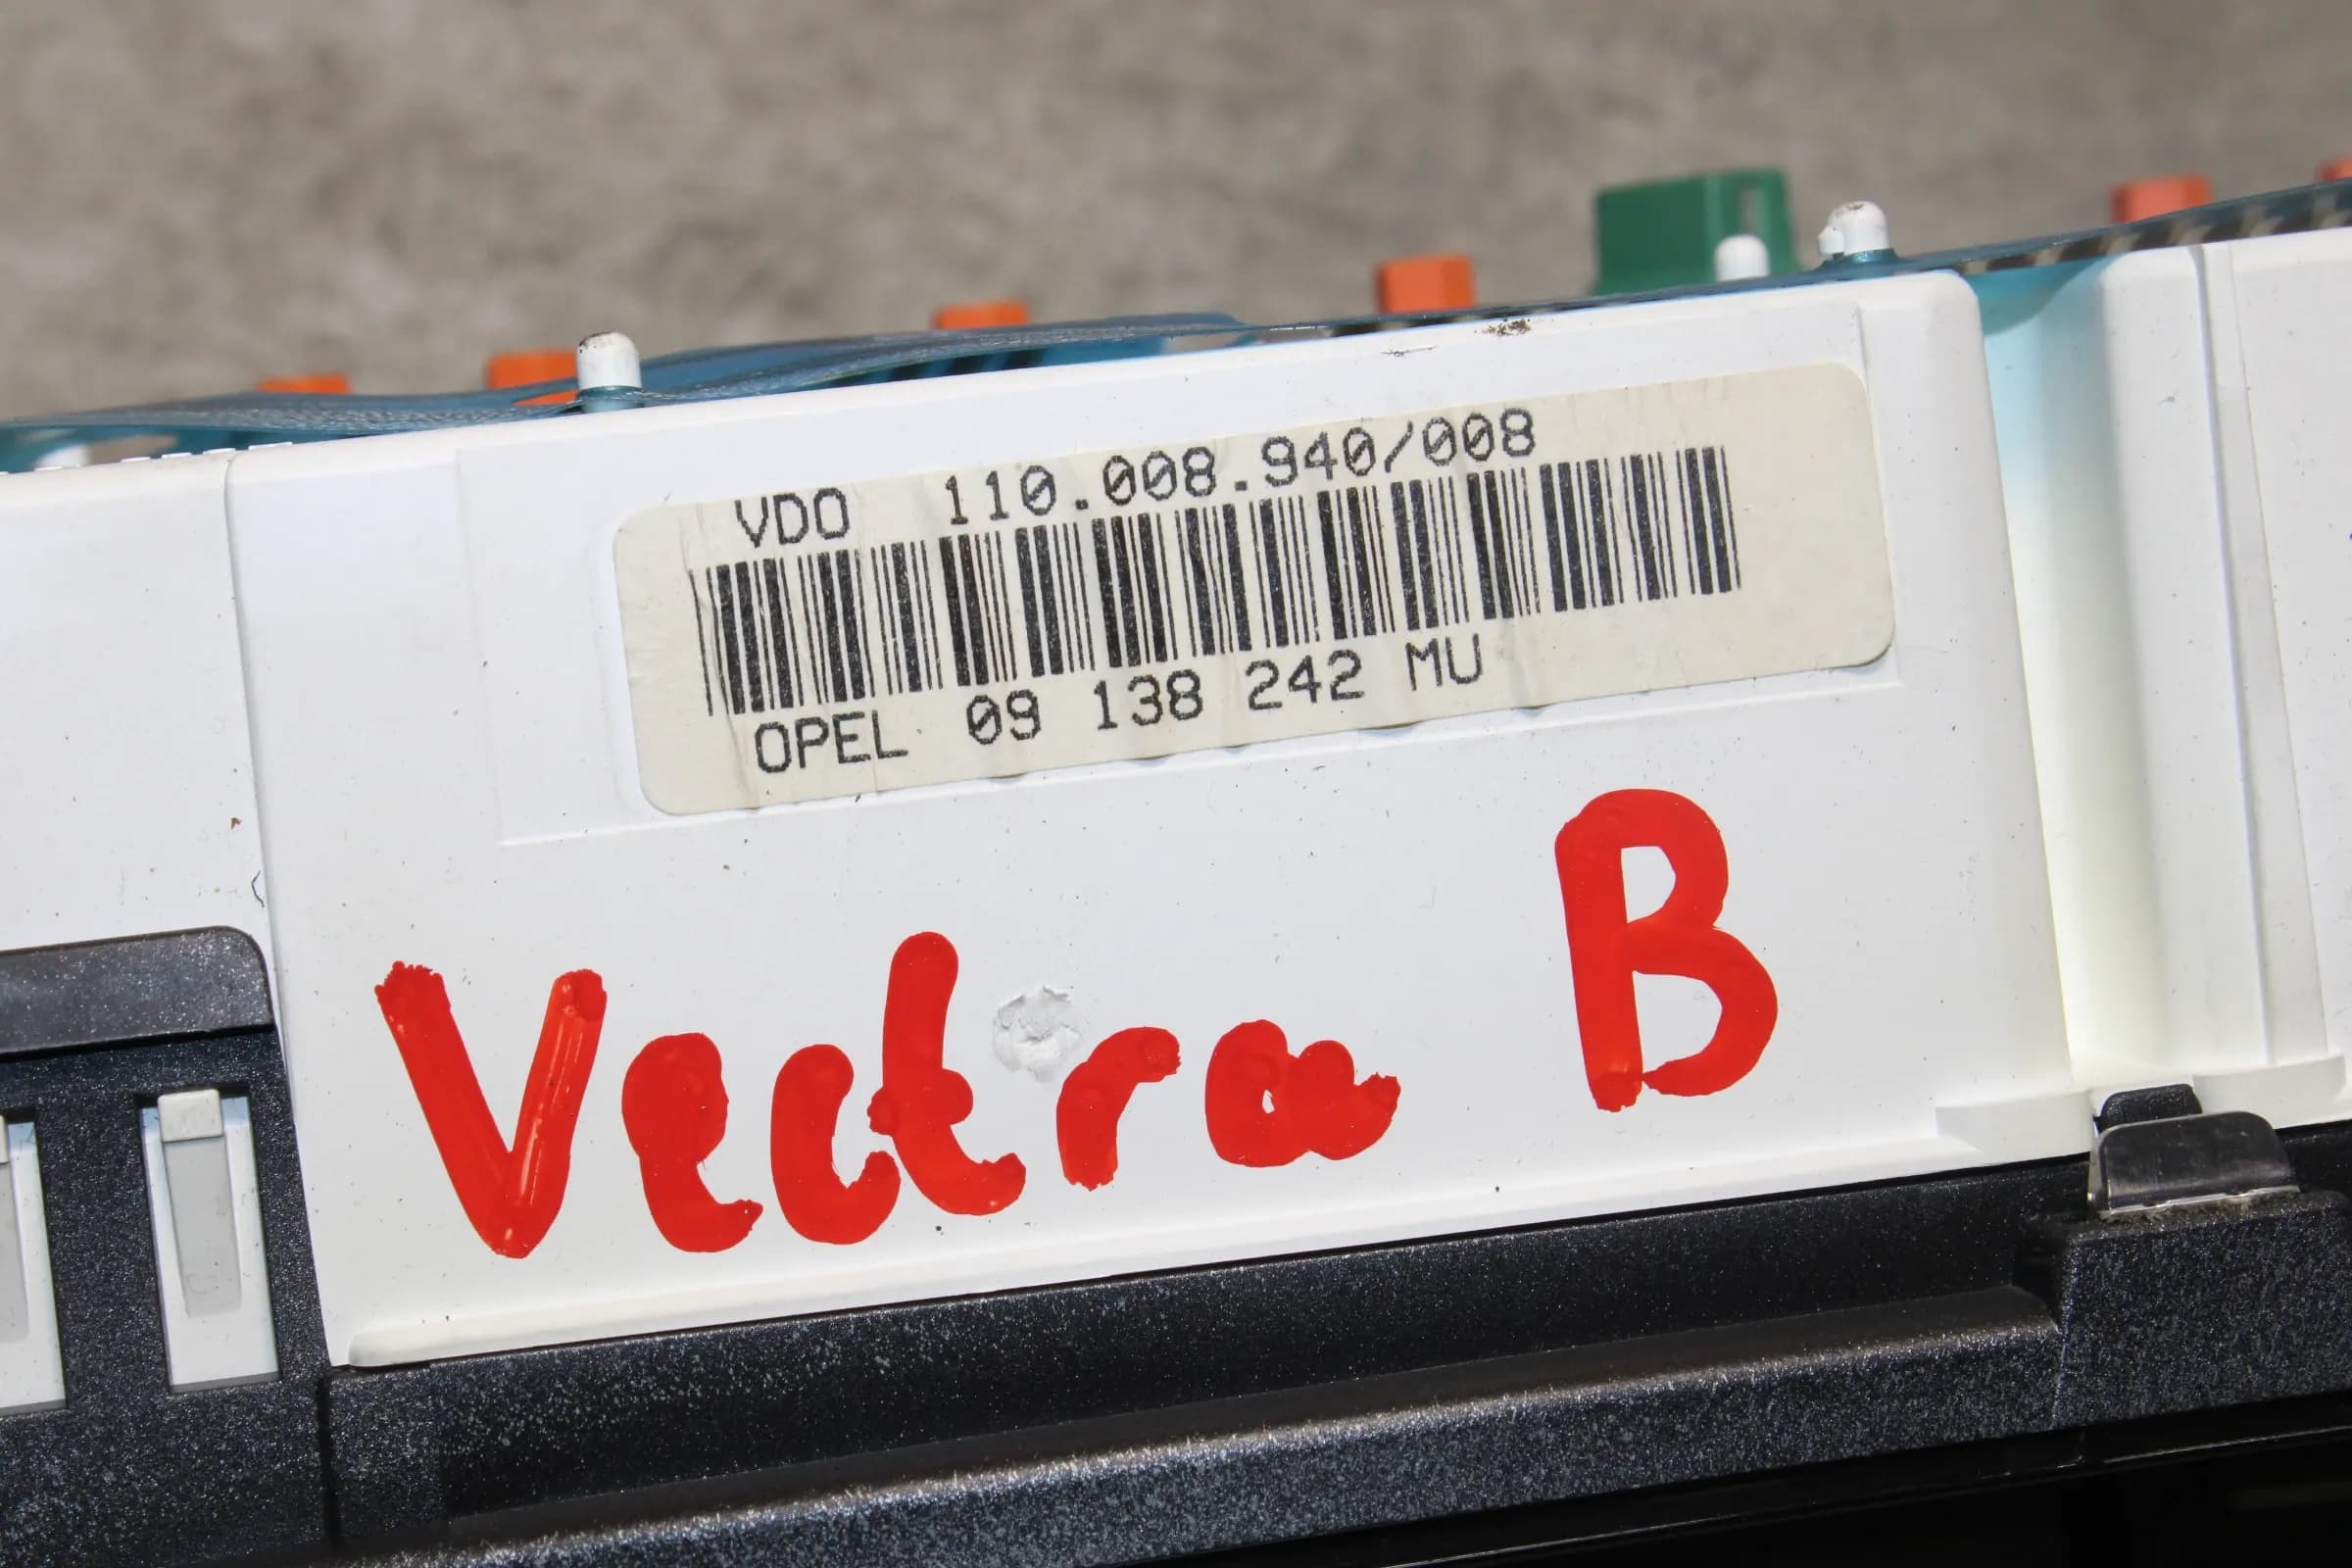 VDO 110.008.940/008
OPEL 09 138 242 MU
Vectra B